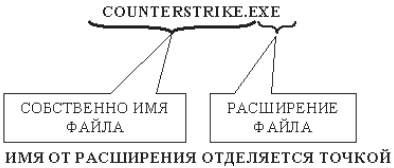 COUNTERSTRIKE.EXE
СОБСТВЕННО ИМЯ
ФАЙЛА
РАСШИРЕНИЕ
ФАЙЛА
ИМЯ ОТ РАСШИРЕНИЯ ОТДЕЛЯЕТСЯ ТОЧКОЙ